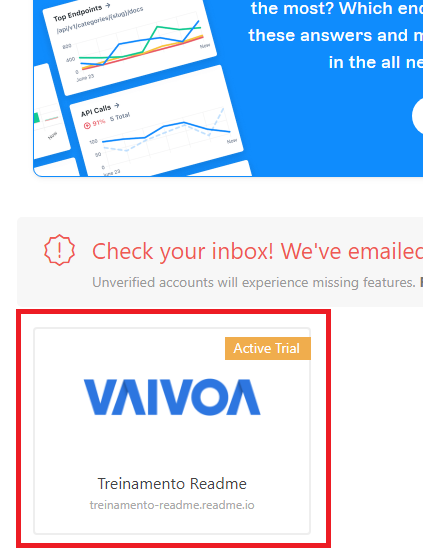 the most? Which end
these answers and m
in the all ne
Top Endpoints →
/api/v1/categories/{slug}/docs
800
400
0
June 23
Now
Now
API Calls →
91% 5 Total
100
50
0
June 23
Now
Check your inbox! We've emailed
Unverified accounts will experience missing features.
Active Trial
VAIVOA
Treinamento Readme
treinamento-readme.readme.io